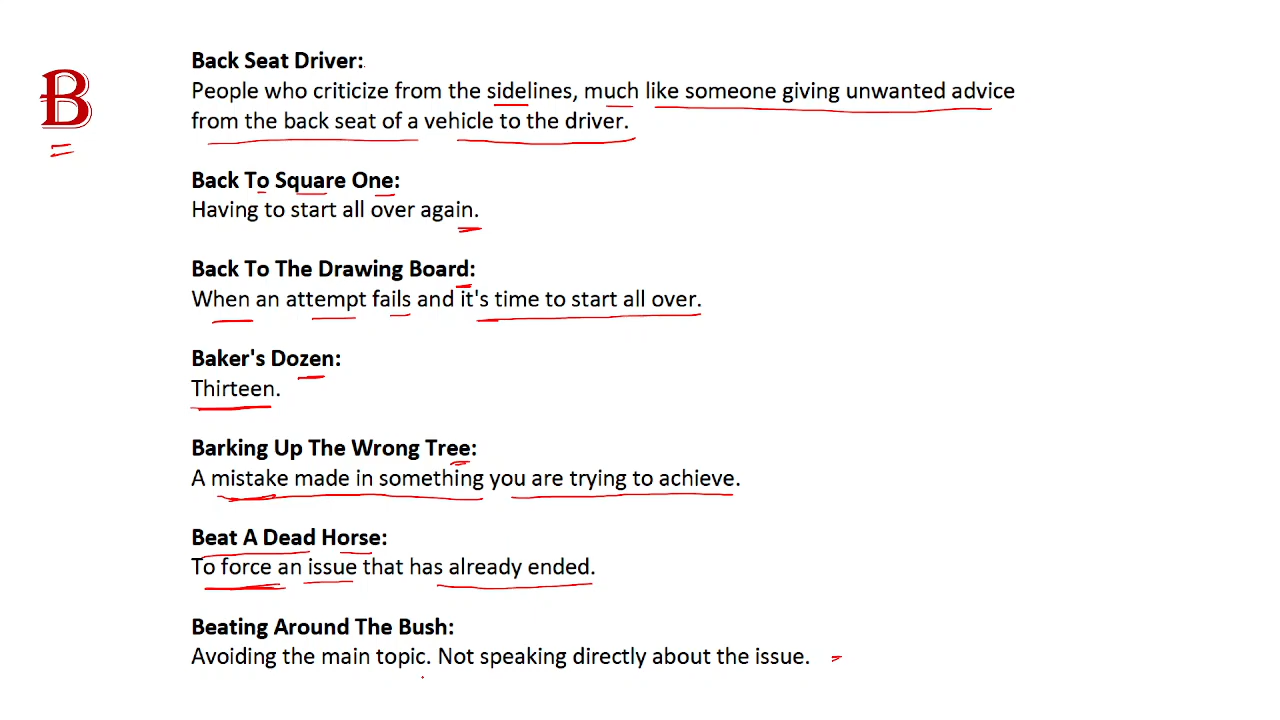 B
Back Seat Driver:
People who criticize from the sidelines, much like someone giving unwanted advice
from the back seat of a vehicle to the driver.
Back To Square One:
Having to start all over again.
Back To The Drawing Board:
When an attempt fails and it's time to start all over.
Baker's Dozen:
Thirteen.
Barking Up The Wrong Tree:
A mistake made in something you are trying to achieve.
Beat A Dead Horse:
To force an issue that has already ended.
Beating Around The Bush:
Avoiding the main topic. Not speaking directly about the issue.